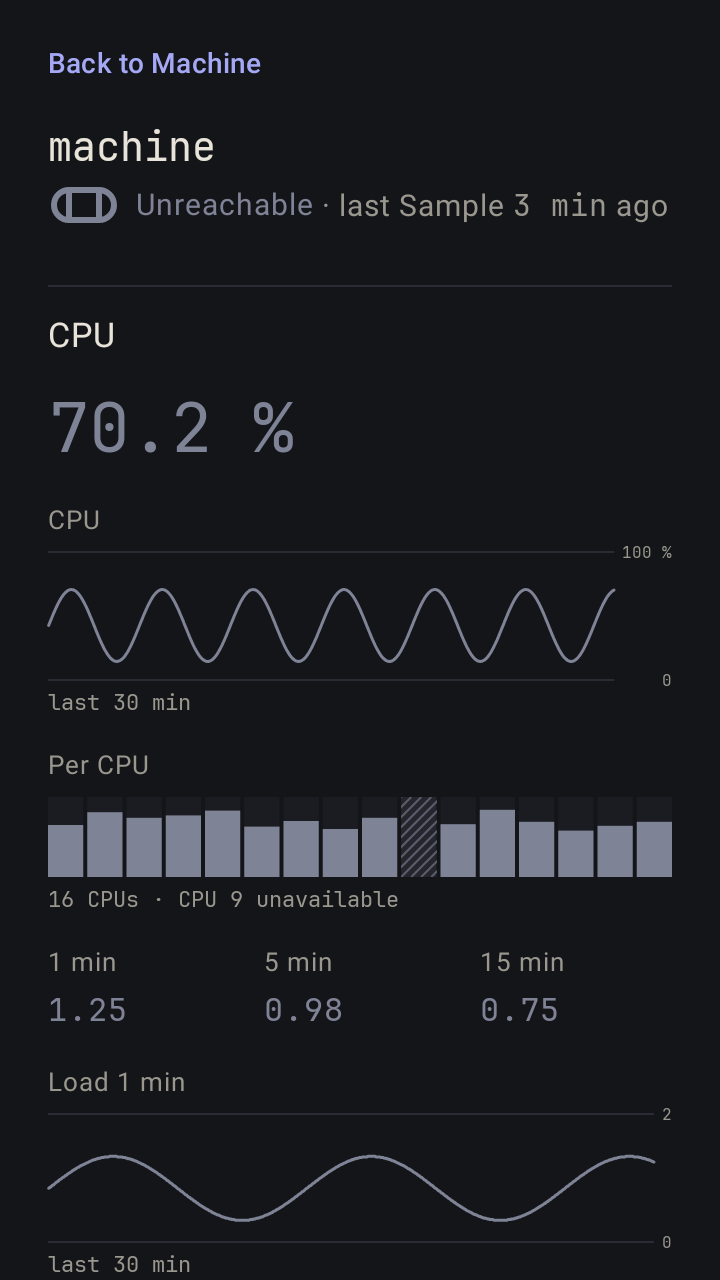 Back to Machine
machine
Unreachable · last Sample 3 min ago
CPU
70.2 %
CPU
100 %
0
last 30 min
Per CPU
16 CPUs · CPU 9 unavailable
1 min 5 min 15 min
1.25 0.98 0.75
Load 1 min
2
0
last 30 min